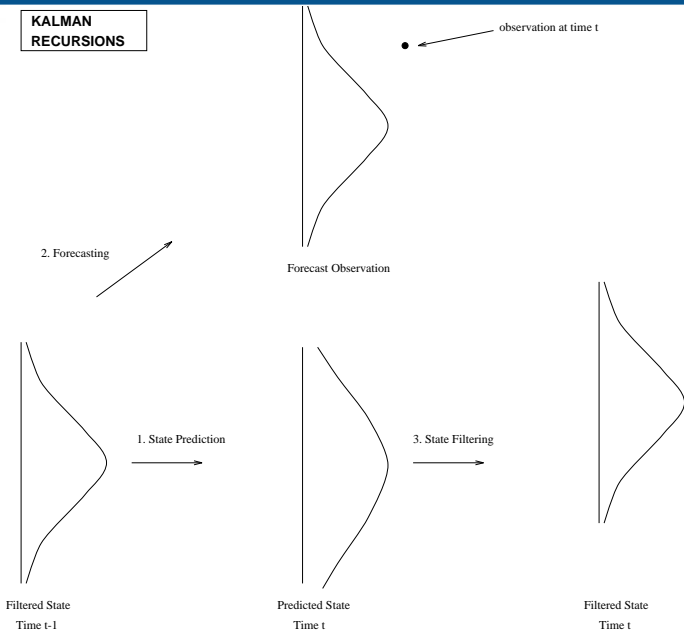 KALMAN
RECURSIONS
observation at time t
2. Forecasting
Forecast Observation
1. State Prediction
3. State Filtering
Filtered State
Time t-1
Predicted State
Time t
Filtered State
Time t